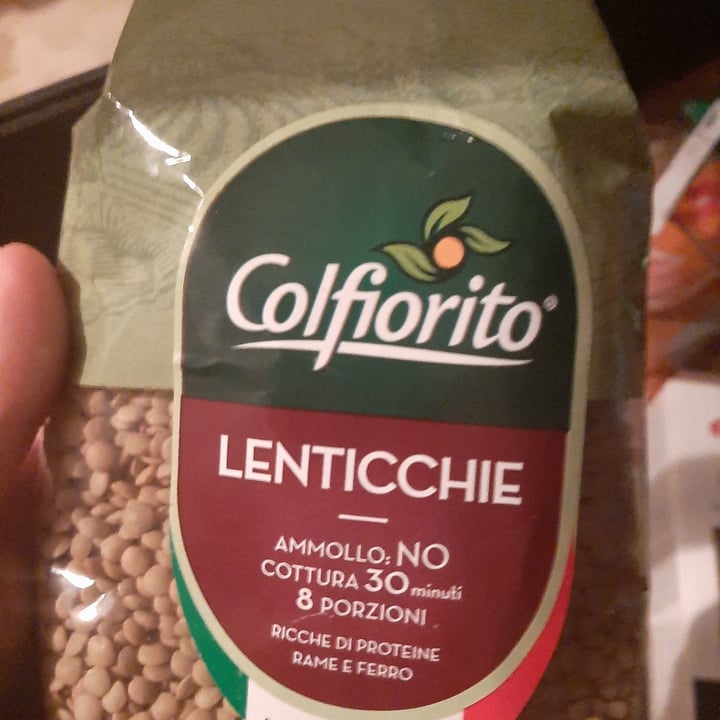 Colfiorito®
LENTICCHIE
AMMOLLO: NO
COTTURA 30 minuti
8 PORZIONI
RICCHE DI PROTEINE
RAME E FERRO